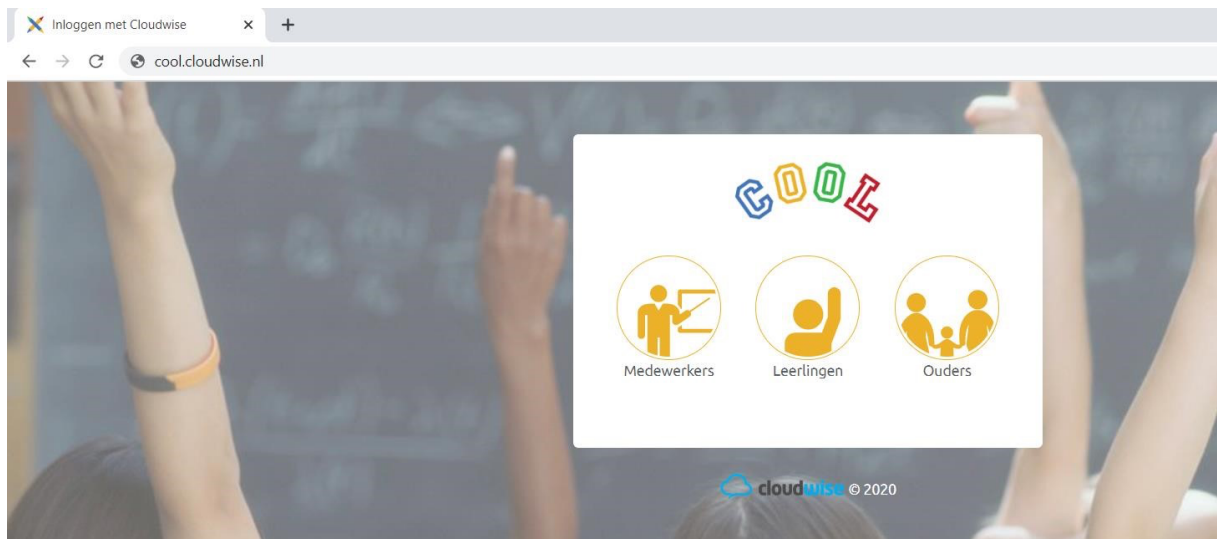 Inloggen met Cloudwise
cool.cloudwise.nl
COOL
Medewerkers
Leerlingen
Ouders
cloudwise © 2020